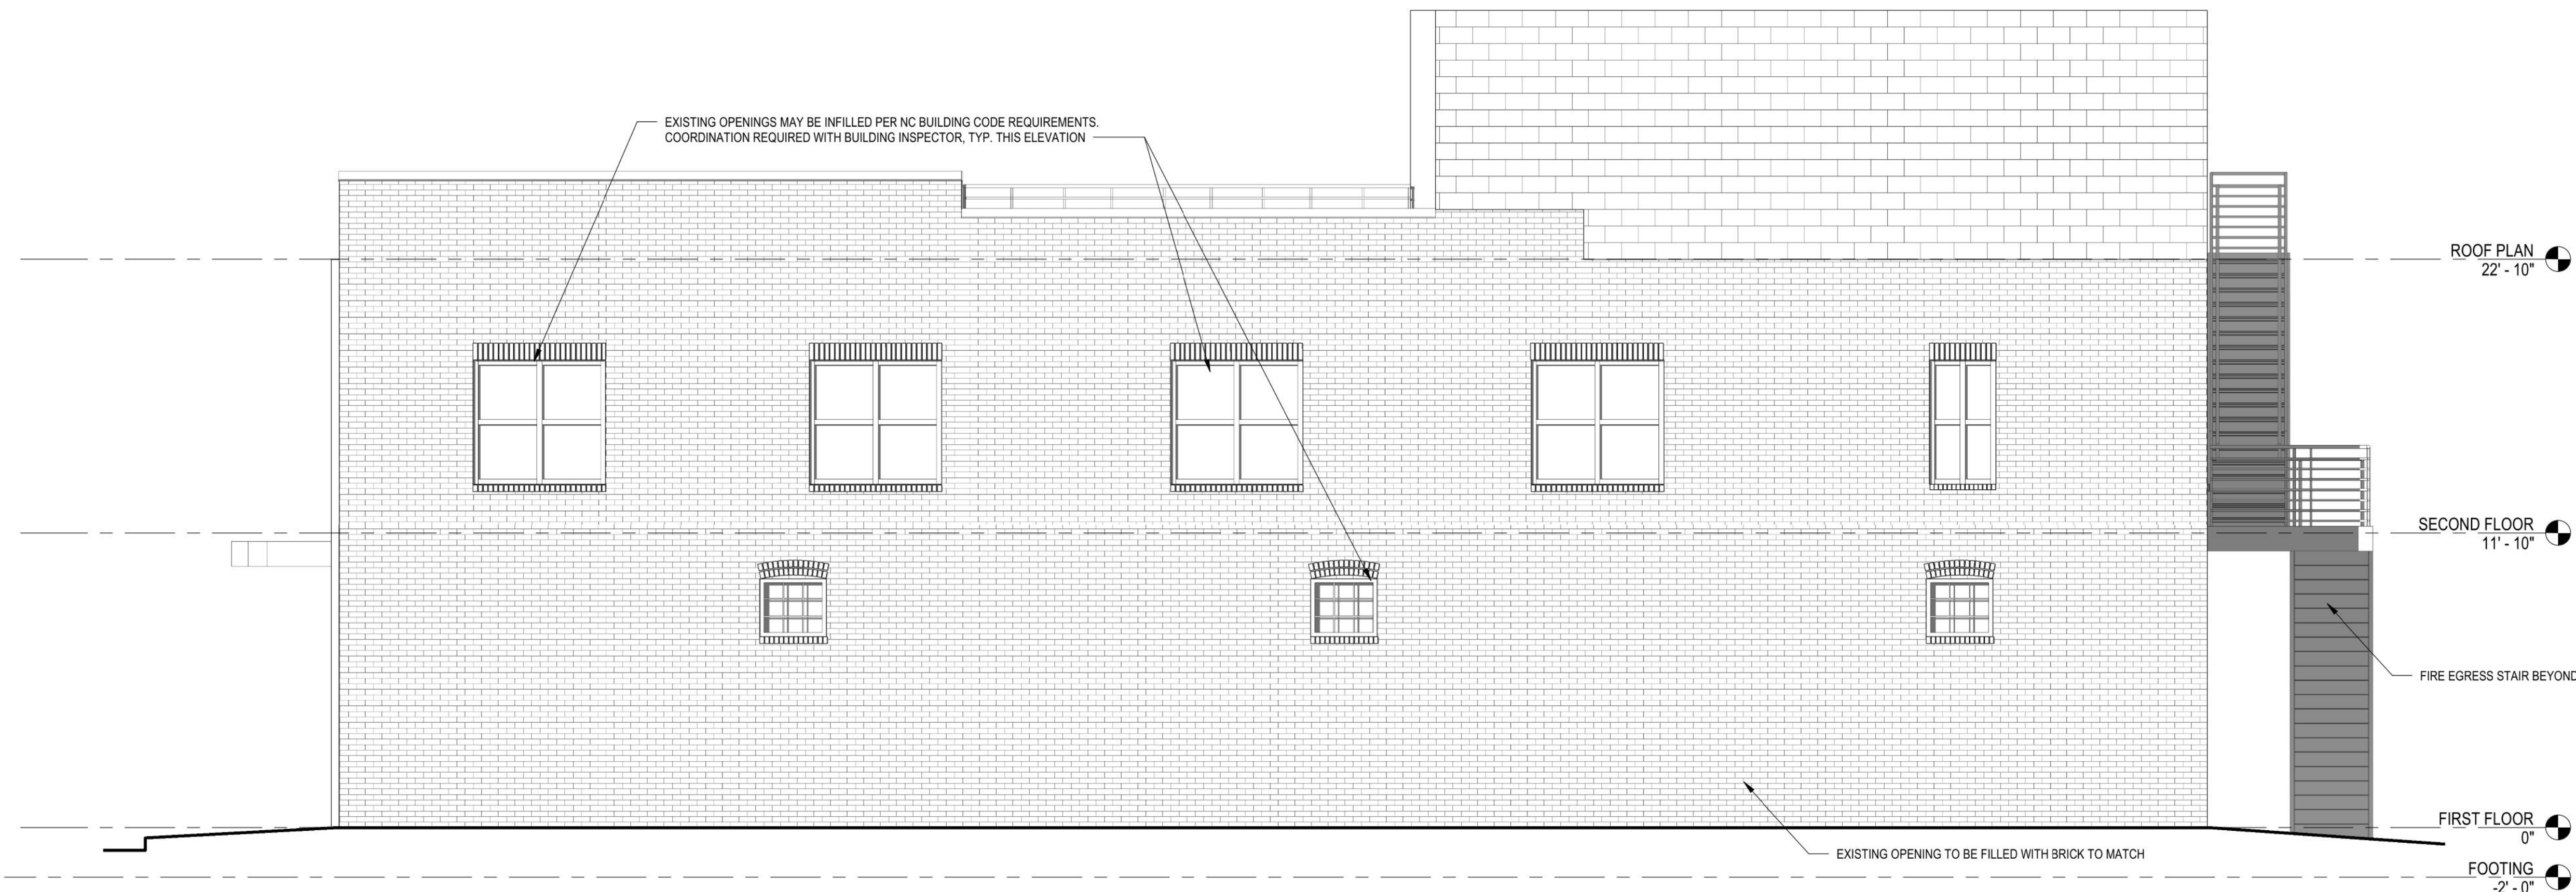 EXISTING OPENINGS MAY BE INFILLED PER NC BUILDING CODE REQUIREMENTS.
COORDINATION REQUIRED WITH BUILDING INSPECTOR, TYP. THIS ELEVATION
ROOF PLAN
22' - 10"
SECOND FLOOR
11' - 10"
FIRE EGRESS STAIR BEYOND
FIRST FLOOR
0"
EXISTING OPENING TO BE FILLED WITH BRICK TO MATCH
FOOTING
-2' - 0"